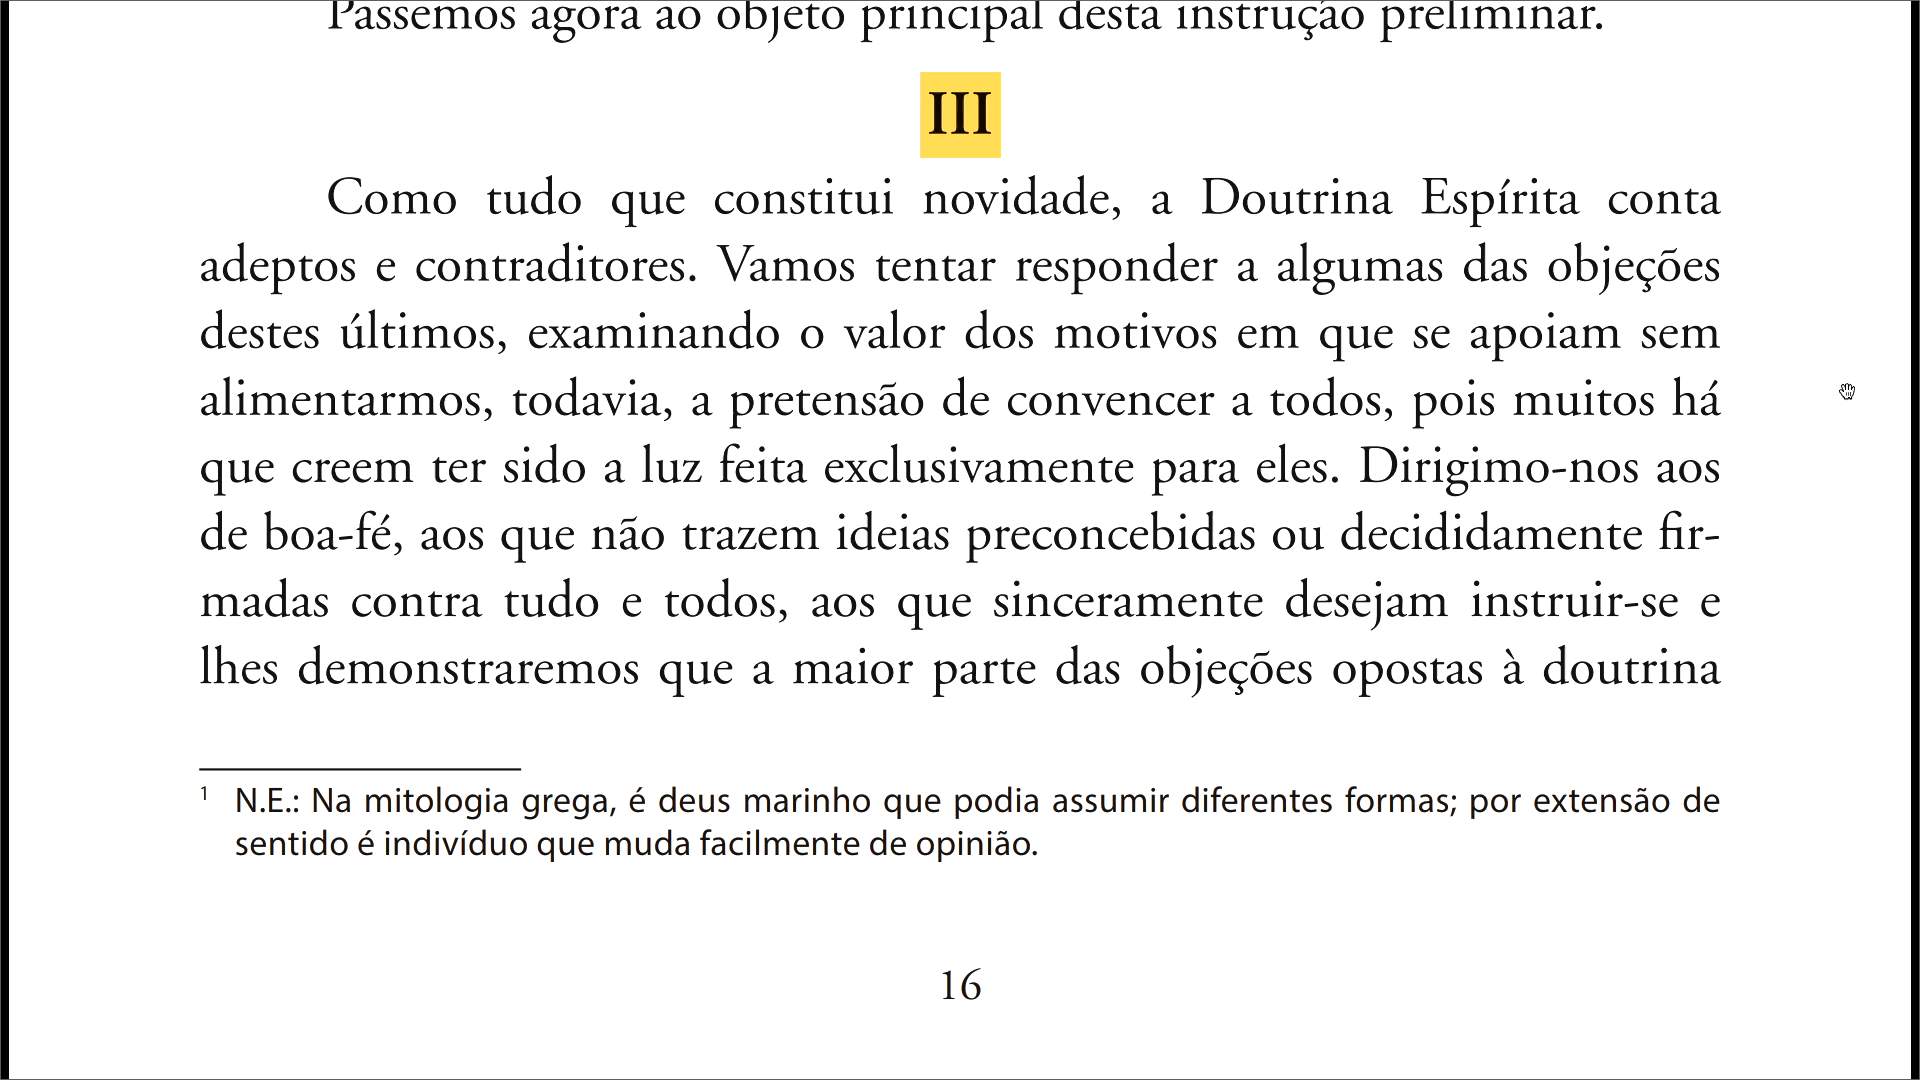 Passemos agora ao objeto principal desta instrução preliminar.
III
Como tudo que constitui novidade, a Doutrina Espírita conta
adeptos e contraditores. Vamos tentar responder a algumas das objeções
destes últimos, examinando o valor dos motivos em que se apoiam sem
alimentarmos, todavia, a pretensão de convencer a todos, pois muitos há
que creem ter sido a luz feita exclusivamente para eles. Dirigimo-nos aos
de boa-fé, aos que não trazem ideias preconcebidas ou decididamente fir-
madas contra tudo e todos, aos que sinceramente desejam instruir-se e
lhes demonstraremos que a maior parte das objeções opostas à doutrina
1 N.E.: Na mitologia grega, é deus marinho que podia assumir diferentes formas; por extensão de
sentido é indivíduo que muda facilmente de opinião.
16